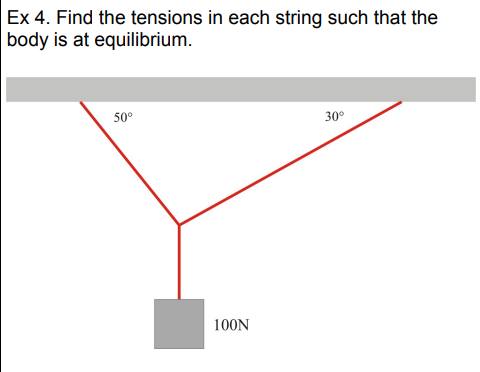 Ex 4. Find the tensions in each string such that the
body is at equilibrium.
50°
30°
100N